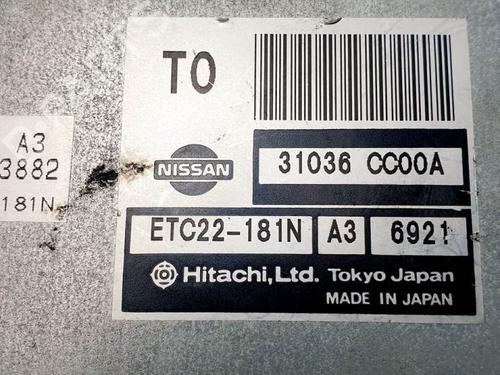 TO
A3
3882
181N
NISSAN
31036 CC00A
ETC22-181N A3 6921
Hitachi, Ltd. Tokyo Japan
MADE IN JAPAN